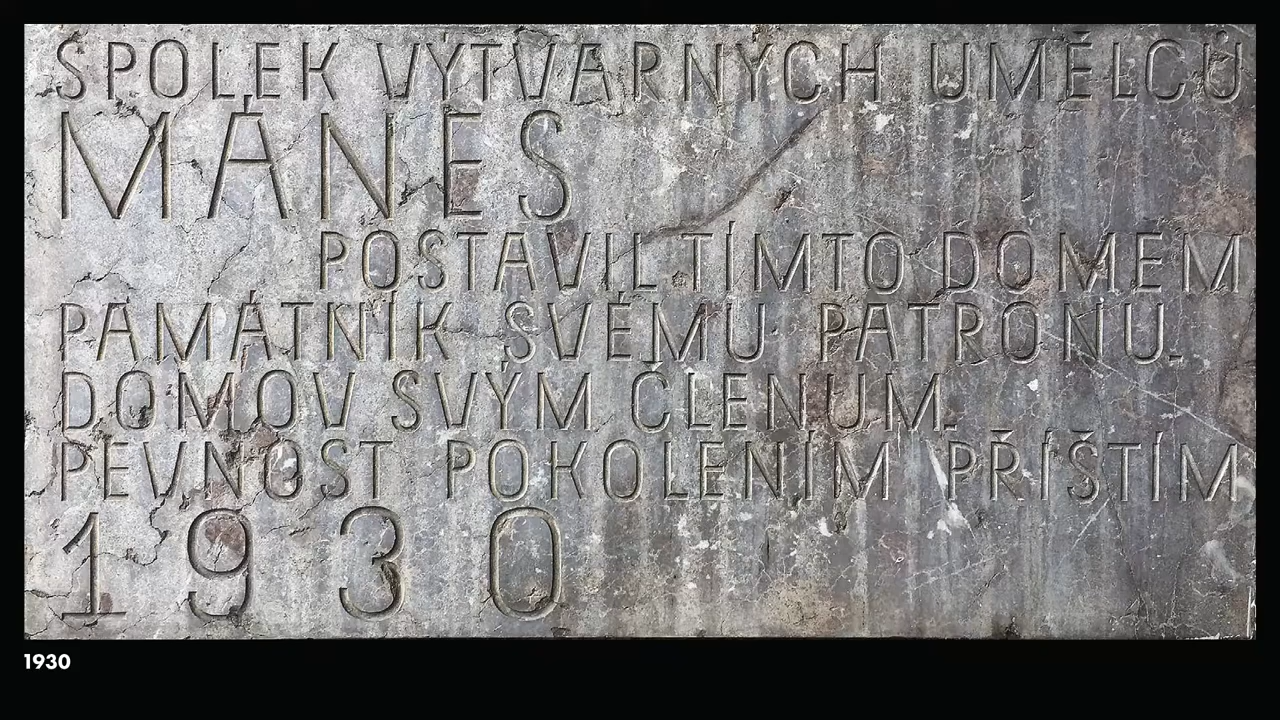 SPOLEK VÝTVARNÝCH UMĚLCŮ
MÁNES
POSTAVIL TÍMTO DOMEM
PAMÁTNÍK SVÉMU PATRONU.
DOMOV SVÝM ČLENŮM.
PEVNOST POKOLENÍM PŘÍŠTÍM
1930
1930